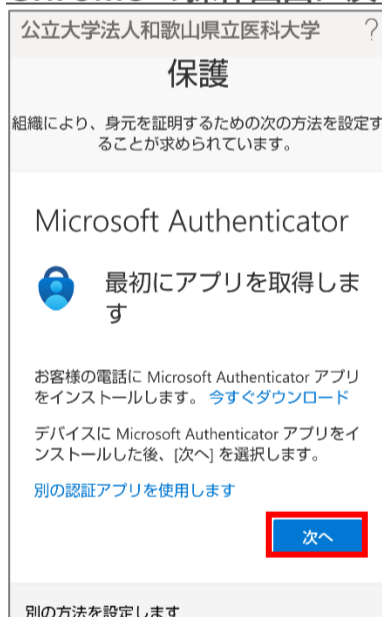 公立大学法人和歌山県立医科大学 ?
保護
組織により、身元を証明するための次の方法を設定す
ることが求められています。
Microsoft Authenticator
最初にアプリを取得しま
す
お客様の電話に Microsoft Authenticator アプリ
をインストールします。 今すぐダウンロード
デバイスに Microsoft Authenticator アプリをイ
ンストールした後、[次へ] を選択します。
別の認証アプリを使用します
次へ
別の方法を設定します